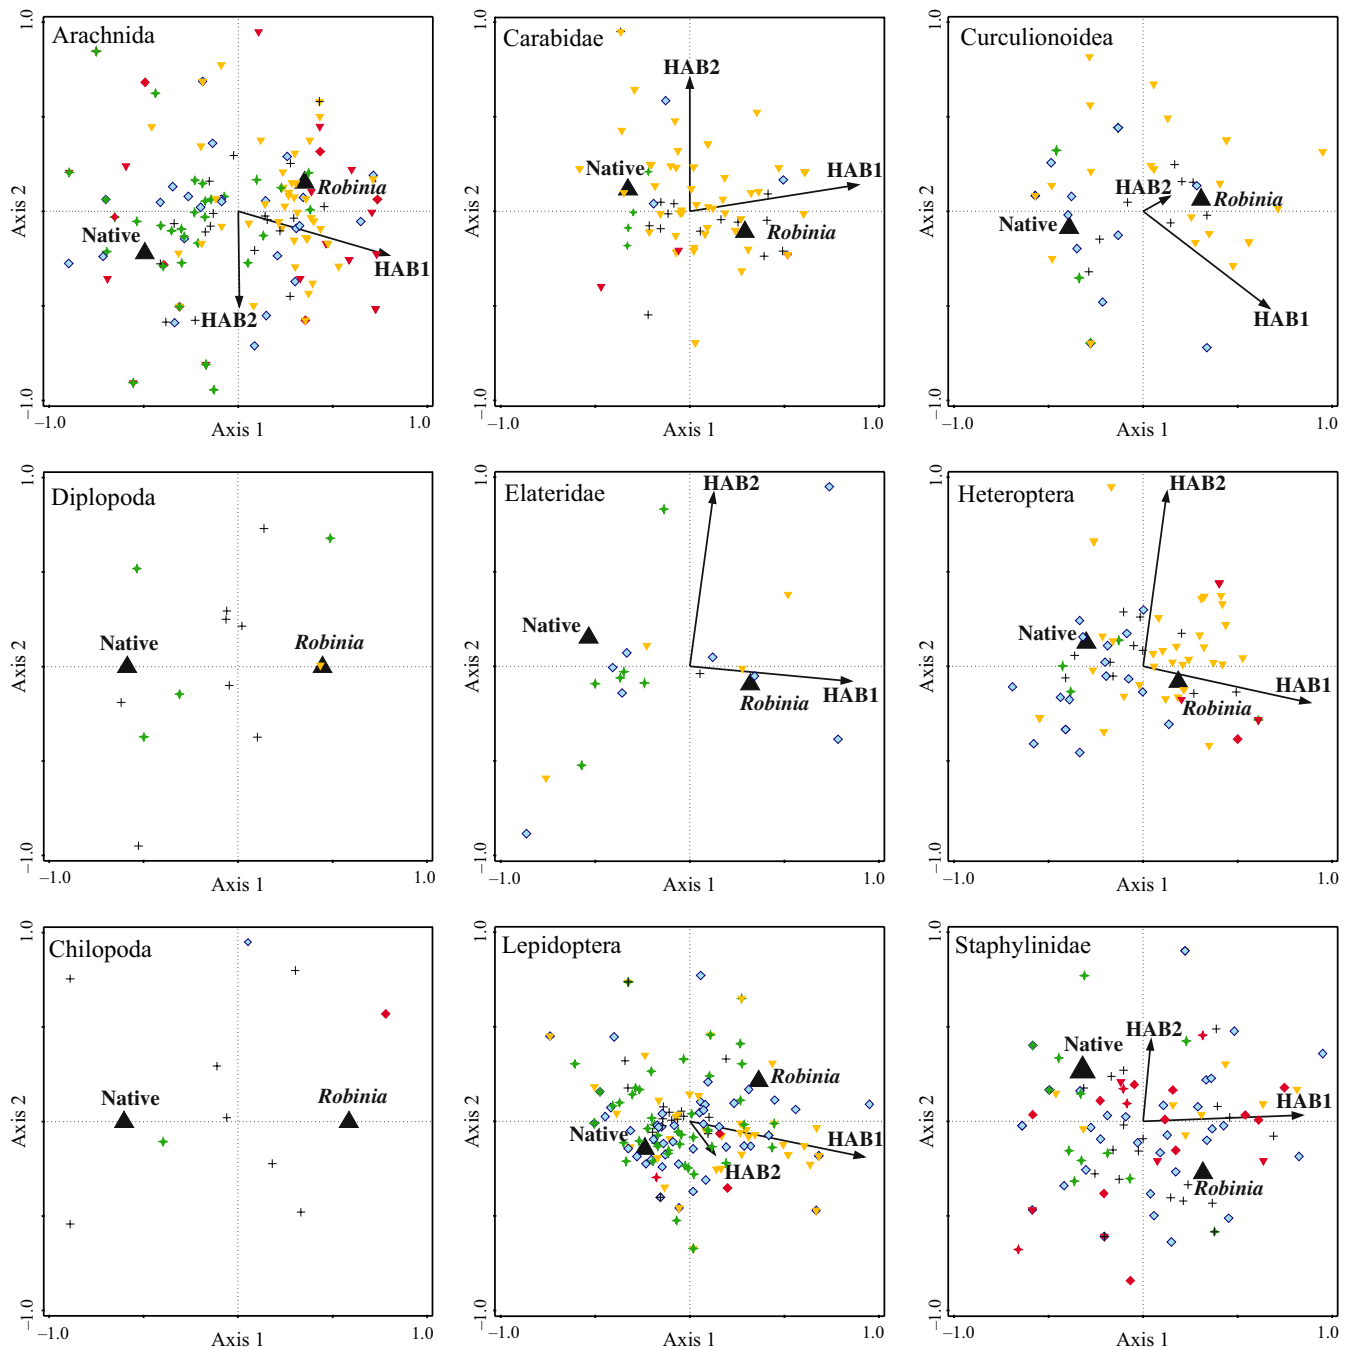 1.0
Arachnida
Native
Robinia
HAB1
HAB2
Axis 2
−1.0
−1.0
Axis 1
1.0
Carabidae
HAB2
Native
HAB1
Robinia
Axis 2
1.0
−1.0
−1.0
Axis 1
1.0
Curculionoidea
HAB2
Robinia
Native
HAB1
Axis 2
1.0
−1.0
−1.0
Axis 1
1.0
1.0
Diplopoda
Native
Robinia
Axis 2
−1.0
−1.0
Axis 1
1.0
1.0
Elateridae
HAB2
Native
HAB1
Robinia
Axis 2
−1.0
−1.0
Axis 1
1.0
1.0
Heteroptera
HAB2
Native
HAB1
Robinia
Axis 2
−1.0
−1.0
Axis 1
1.0
1.0
Chilopoda
Native
Robinia
Axis 2
−1.0
−1.0
Axis 1
1.0
1.0
Lepidoptera
Robinia
Native
HAB1
HAB2
Axis 2
−1.0
−1.0
Axis 1
1.0
1.0
Staphylinidae
HAB2
Native
HAB1
Robinia
Axis 2
−1.0
−1.0
Axis 1
1.0